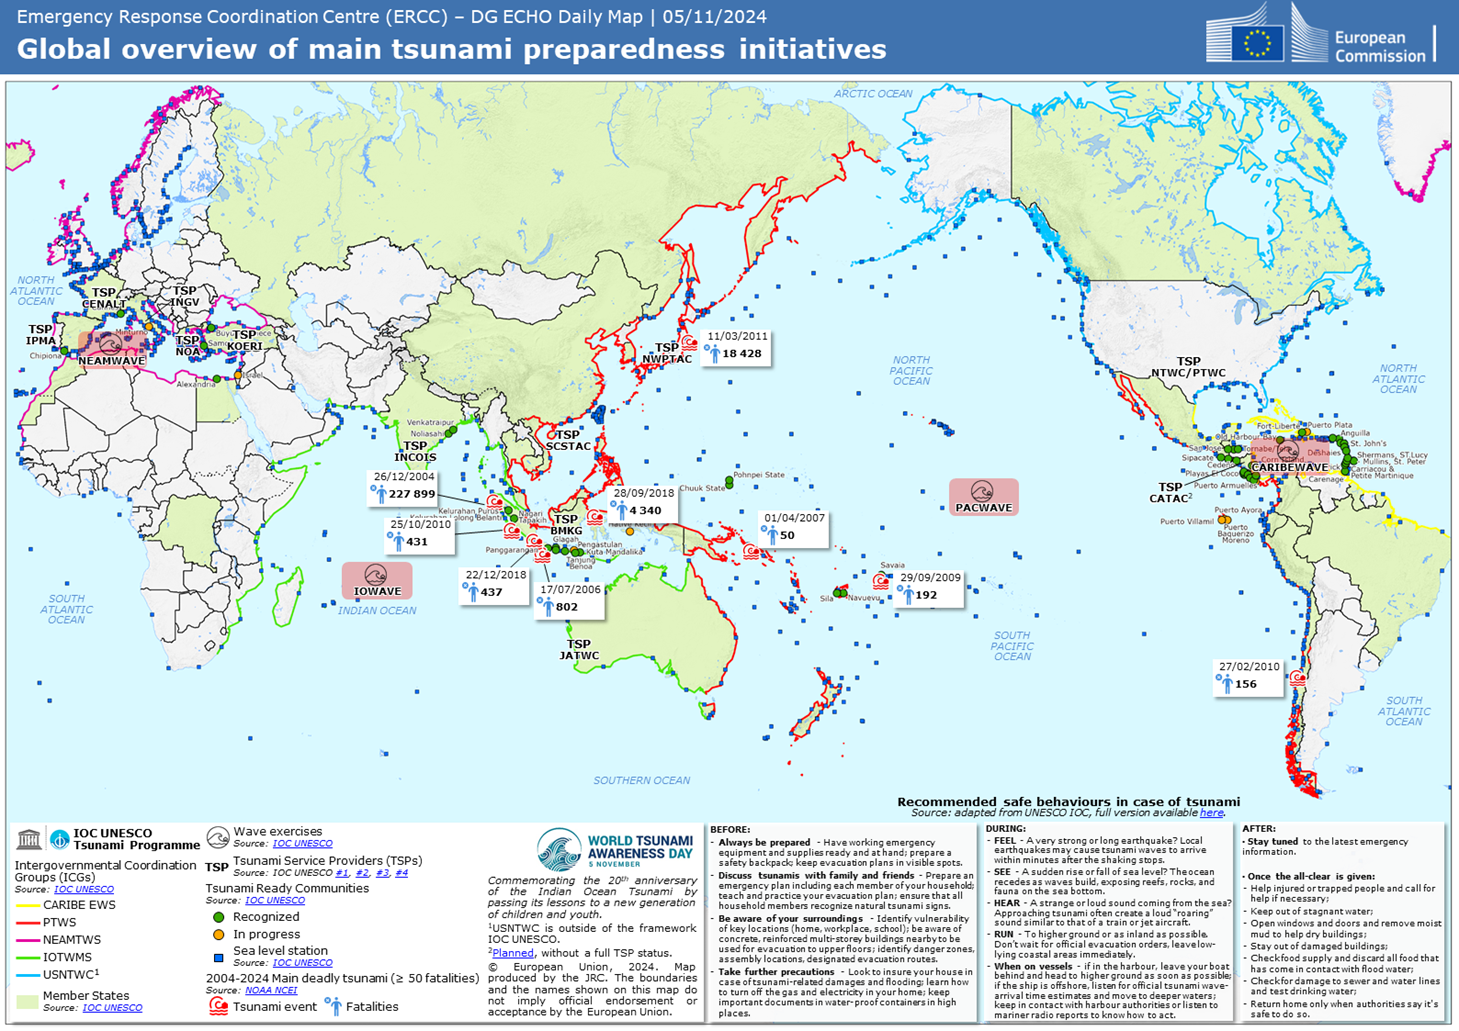 Emergency Response Coordination Centre (ERCC) – DG ECHO Daily Map | 05/11/2024
Global overview of main tsunami preparedness initiatives
European
Commission
ARCTIC OCEAN
NORTH
ATLANTIC
OCEAN
TSP
CENALT
TSP
INGV
TSP
IPMA
Chipiona
Minturno
NEAMWAVE
TSP
NOA
TSP
KOERI
Alexandria
Israel
11/03/2011
18 428
TSP
NWPTAC
NORTH
PACIFIC
OCEAN
TSP
NTWC/PTWC
NORTH
ATLANTIC
OCEAN
Venkatraipur
Noliasahi
TSP
INCOIS
TSP
SCSTAC
Fort-Liberté
Puerto Plata
Anguilla
Old Harbour Bay
St. John's
Shermans, ST.Lucy
Mullins, St. Peter
Carriacou &
Petite Martinique
Carenage
Sipacate
CARIBEWAVE
Puerto Armuelles
TSP
CATAC²
26/12/2004
227 899
28/09/2018
4 340
Pohnpei State
Chuuk State
PACWAVE
25/10/2010
431
Nagari
Tapakih
TSP
BMKG
Glagah
Pengastulan
Kuta-Mandalika
Panggarangan
Tanjung
Benoa
01/04/2007
50
Puerto Ayora
Puerto Villamil
Puerto
Baquerizo
Moreno
IOWAVE
INDIAN OCEAN
22/12/2018
437
17/07/2006
802
Savaia
29/09/2009
192
Sila
Navuevu
SOUTH
ATLANTIC
OCEAN
TSP
JATWC
SOUTH
PACIFIC
OCEAN
27/02/2010
156
SOUTH
ATLANTIC
OCEAN
SOUTHERN OCEAN
Recommended safe behaviours in case of tsunami
Source: adapted from UNESCO IOC, full version available here.
IOC UNESCO
Tsunami Programme
Intergovernmental Coordination
Groups (ICGs)
Source: IOC UNESCO
CARIBE EWS
PTWS
NEAMTWS
IOTWMS
USNTWC¹
Member States
Source: IOC UNESCO
Wave exercises
Source: IOC UNESCO
TSP Tsunami Service Providers (TSPs)
Source: IOC UNESCO #1, #2, #3, #4
Tsunami Ready Communities
Source: IOC UNESCO
Recognized
In progress
Sea level station
Source: IOC UNESCO
2004-2024 Main deadly tsunami (≥ 50 fatalities)
Source: NOAA NCEI
Tsunami event
Fatalities
WORLD TSUNAMI
AWARENESS DAY
5 NOVEMBER
Commemorating the 20th anniversary
of the Indian Ocean Tsunami by
passing its lessons to a new generation
of children and youth.
¹USNTWC is outside of the framework
IOC UNESCO.
²Planned, without a full TSP status.
© European Union, 2024. Map
produced by the JRC. The boundaries
and the names shown on this map do
not imply official endorsement or
acceptance by the European Union.
BEFORE:
- Always be prepared - Have working emergency
equipment and supplies ready and at hand; prepare a
safety backpack; keep evacuation plans in visible spots.
- Discuss tsunamis with family and friends - Prepare an
emergency plan including each member of your household;
teach and practice your evacuation plan; ensure that all
household members recognize natural tsunami signs.
- Be aware of your surroundings - Identify vulnerability
of key locations (home, workplace, school); be aware of
concrete, reinforced multi-storey buildings nearby to be
used for evacuation to upper floors; identify danger zones,
assembly locations, designated evacuation routes.
- Take further precautions - Look to insure your house in
case of tsunami-related damages and flooding; learn how
to turn off the gas and electricity in your home; keep
important documents in water-proof containers in high
places.
DURING:
- FEEL - A very strong or long earthquake? Local
earthquakes may cause tsunami waves to arrive
within minutes after the shaking stops.
- SEE - A sudden rise or fall of sea level? The ocean
recedes as waves build, exposing reefs, rocks, and
fauna on the sea bottom.
- HEAR - A strange or loud sound coming from the sea?
Approaching tsunami often create a loud "roaring"
sound similar to that of a train or jet aircraft.
- RUN - To higher ground or as inland as possible.
Don't wait for official evacuation orders, leave low-
lying coastal areas immediately.
- When on vessels - if in the harbour, leave your boat
behind and head to higher ground as soon as possible;
if the ship is offshore, listen for official tsunami wave-
arrival time estimates and move to deeper waters;
keep in contact with harbour authorities or listen to
mariner radio reports to know how to act.
AFTER:
- Stay tuned to the latest emergency
information.
- Once the all-clear is given:
- Help injured or trapped people and call for
help if necessary;
- Keep out of stagnant water;
- Open windows and doors and remove moist
mud to help dry buildings;
- Stay out of damaged buildings;
- Check food supply and discard all food that
has come in contact with flood water;
- Check for damage to sewer and water lines
and test drinking water;
- Return home only when authorities say it's
safe to do so.